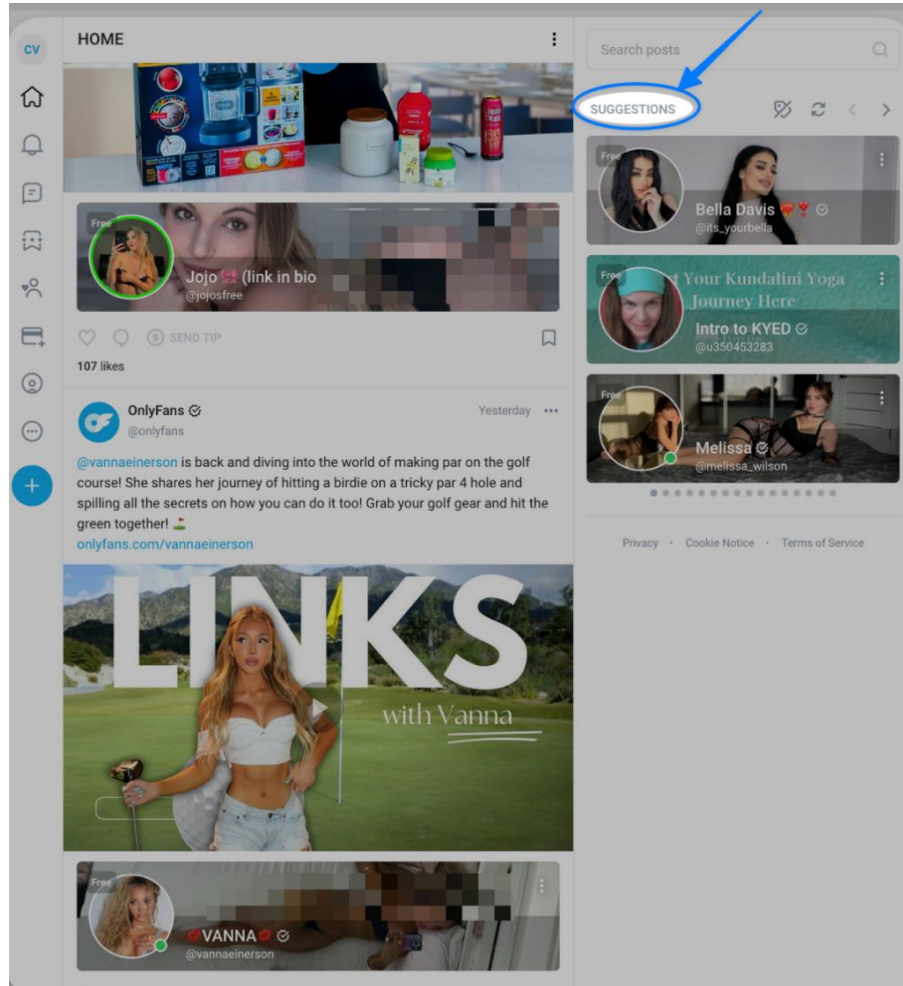 CV
HOME
Free
Jojo 🎀 (link in bio
@jojosfree
SEND TIP
107 likes
OnlyFans
@onlyfans
Yesterday
@vannaeinerson is back and diving into the world of making par on the golf
course! She shares her journey of hitting a birdie on a tricky par 4 hole and
spilling all the secrets on how you can do it too! Grab your golf gear and hit the
green together! ⛳
onlyfans.com/vannaeinerson
LINKS
with Vanna
Free
VANNA
@vannaeinerson
Search posts
SUGGESTIONS
Free
Bella Davis ❤️‍🔥❣️
@its_yourbella
Free
Your Kundalini Yoga
Journey Here
Intro to KYED
@u350453283
Free
Melissa
@melissa_wilson
Privacy · Cookie Notice · Terms of Service